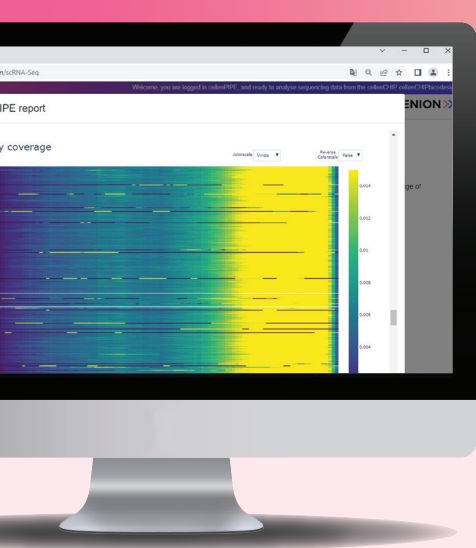 n/scRNA-Seq
Welcome, you are logged in cellenPIPE, and ready to analyse sequencing data from the cellenCHIP cellenCHIP
PIPE report
ENION
y coverage
colorscale Viridis
Reverse Colorscale False
ge of
0.014
0.012
0.01
0.008
0.006
0.004